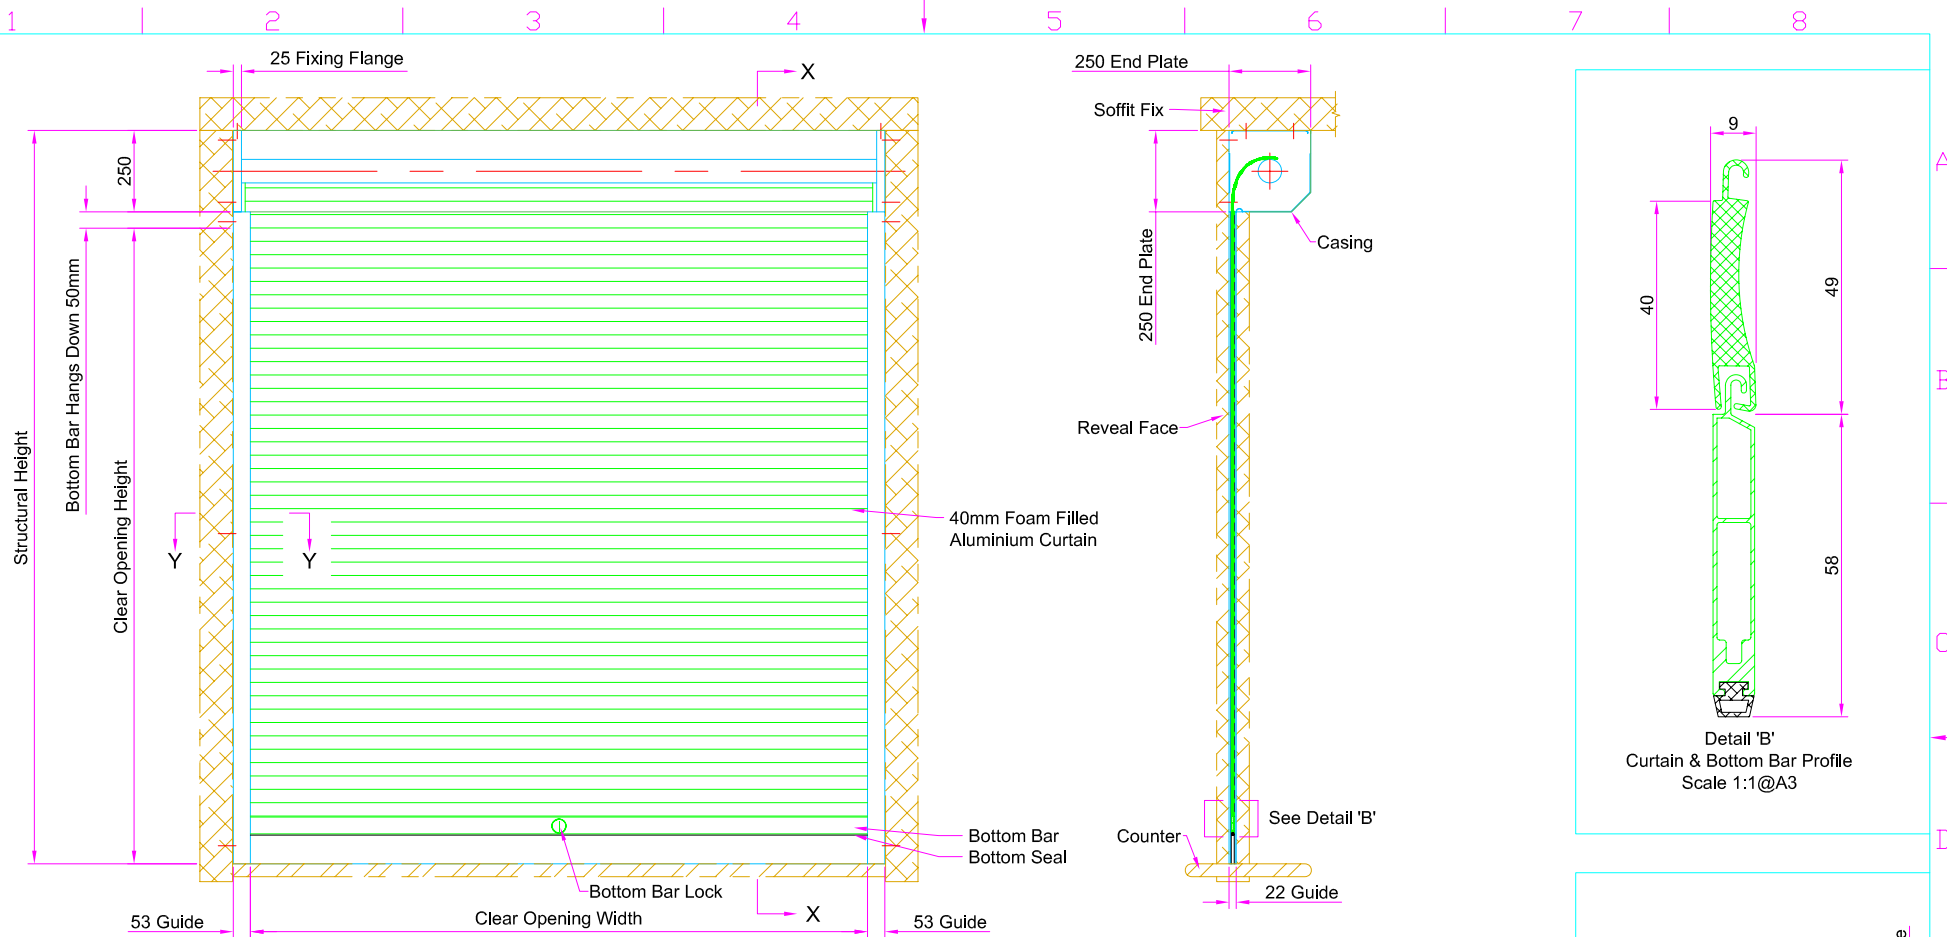 1 2 3 4 5 6 7 8
25 Fixing Flange
X
250
Bottom Bar Hangs Down 50mm
Structural Height
Clear Opening Height
Y
Y
40mm Foam Filled
Aluminium Curtain
Bottom Bar
Bottom Seal
Bottom Bar Lock
X
53 Guide
Clear Opening Width
53 Guide
250 End Plate
Soffit Fix
250 End Plate
Casing
Reveal Face
See Detail 'B'
Counter
22 Guide
9
40
49
58
Detail 'B'
Curtain & Bottom Bar Profile
Scale 1:1@A3
A
B
C
D
e